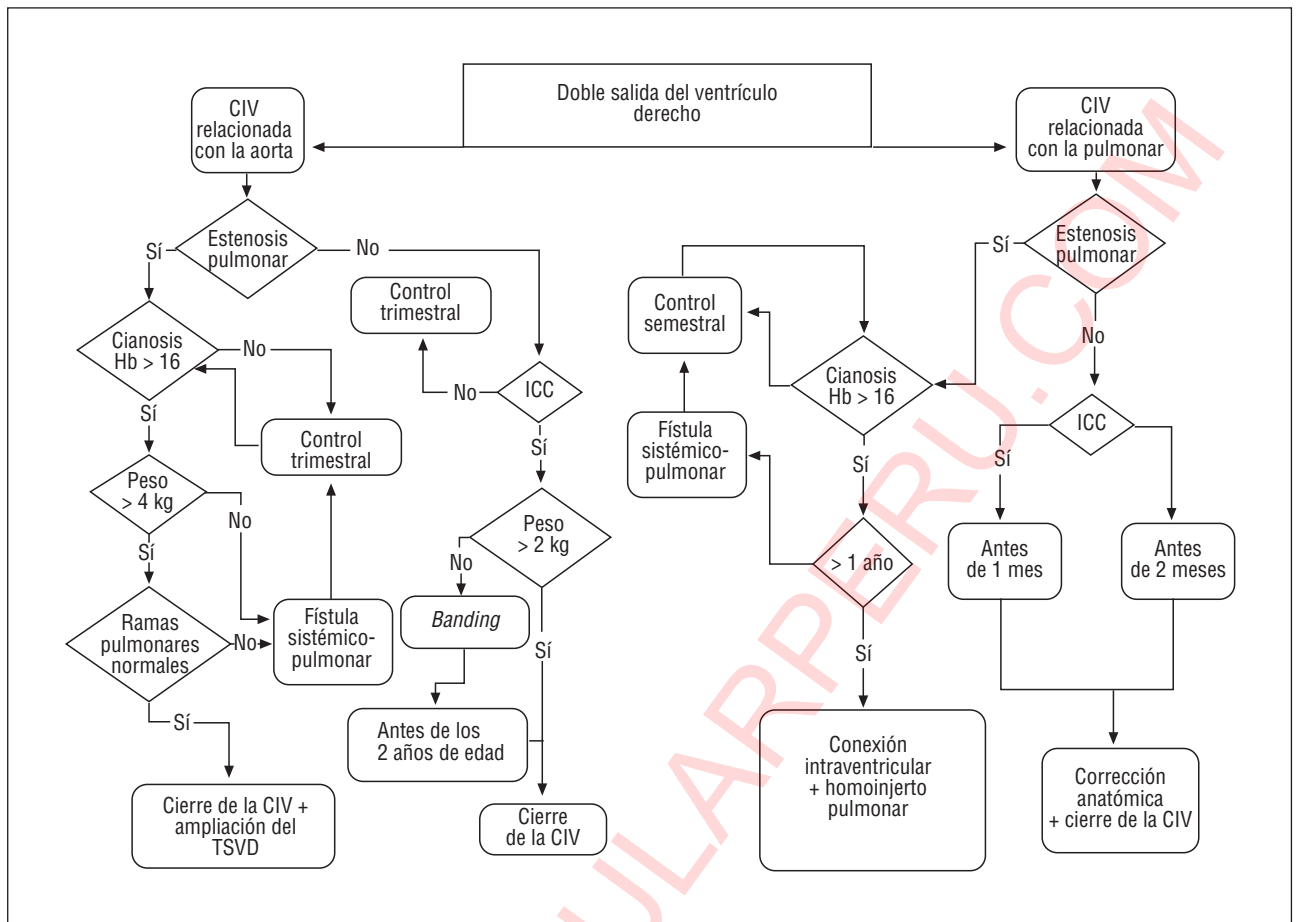 Doble salida del ventrículo
derecho
CIV
relacionada
con la aorta
Estenosis
pulmonar
Sí
No
Cianosis
Hb > 16
No
Sí
Control
trimestral
Peso
> 4 kg
No
Sí
Ramas
pulmonares
normales
No
Fístula
sistémico-
pulmonar
Sí
Cierre de la CIV +
ampliación del
TSVD
Control
trimestral
No
ICC
Sí
Peso
> 2 kg
No
Banding
Sí
Antes de los
2 años de edad
Cierre
de la CIV
CIV
relacionada
con la pulmonar
Estenosis
pulmonar
Sí
No
Control
semestral
Cianosis
Hb > 16
Fístula
sistémico-
pulmonar
Sí
> 1 año
Sí
Conexión
intraventricular
+ homoinjerto
pulmonar
ICC
Sí
No
Antes
de 1 mes
Antes
de 2 meses
Corrección
anatómica
+ cierre de la CIV
ULARPERU.COM